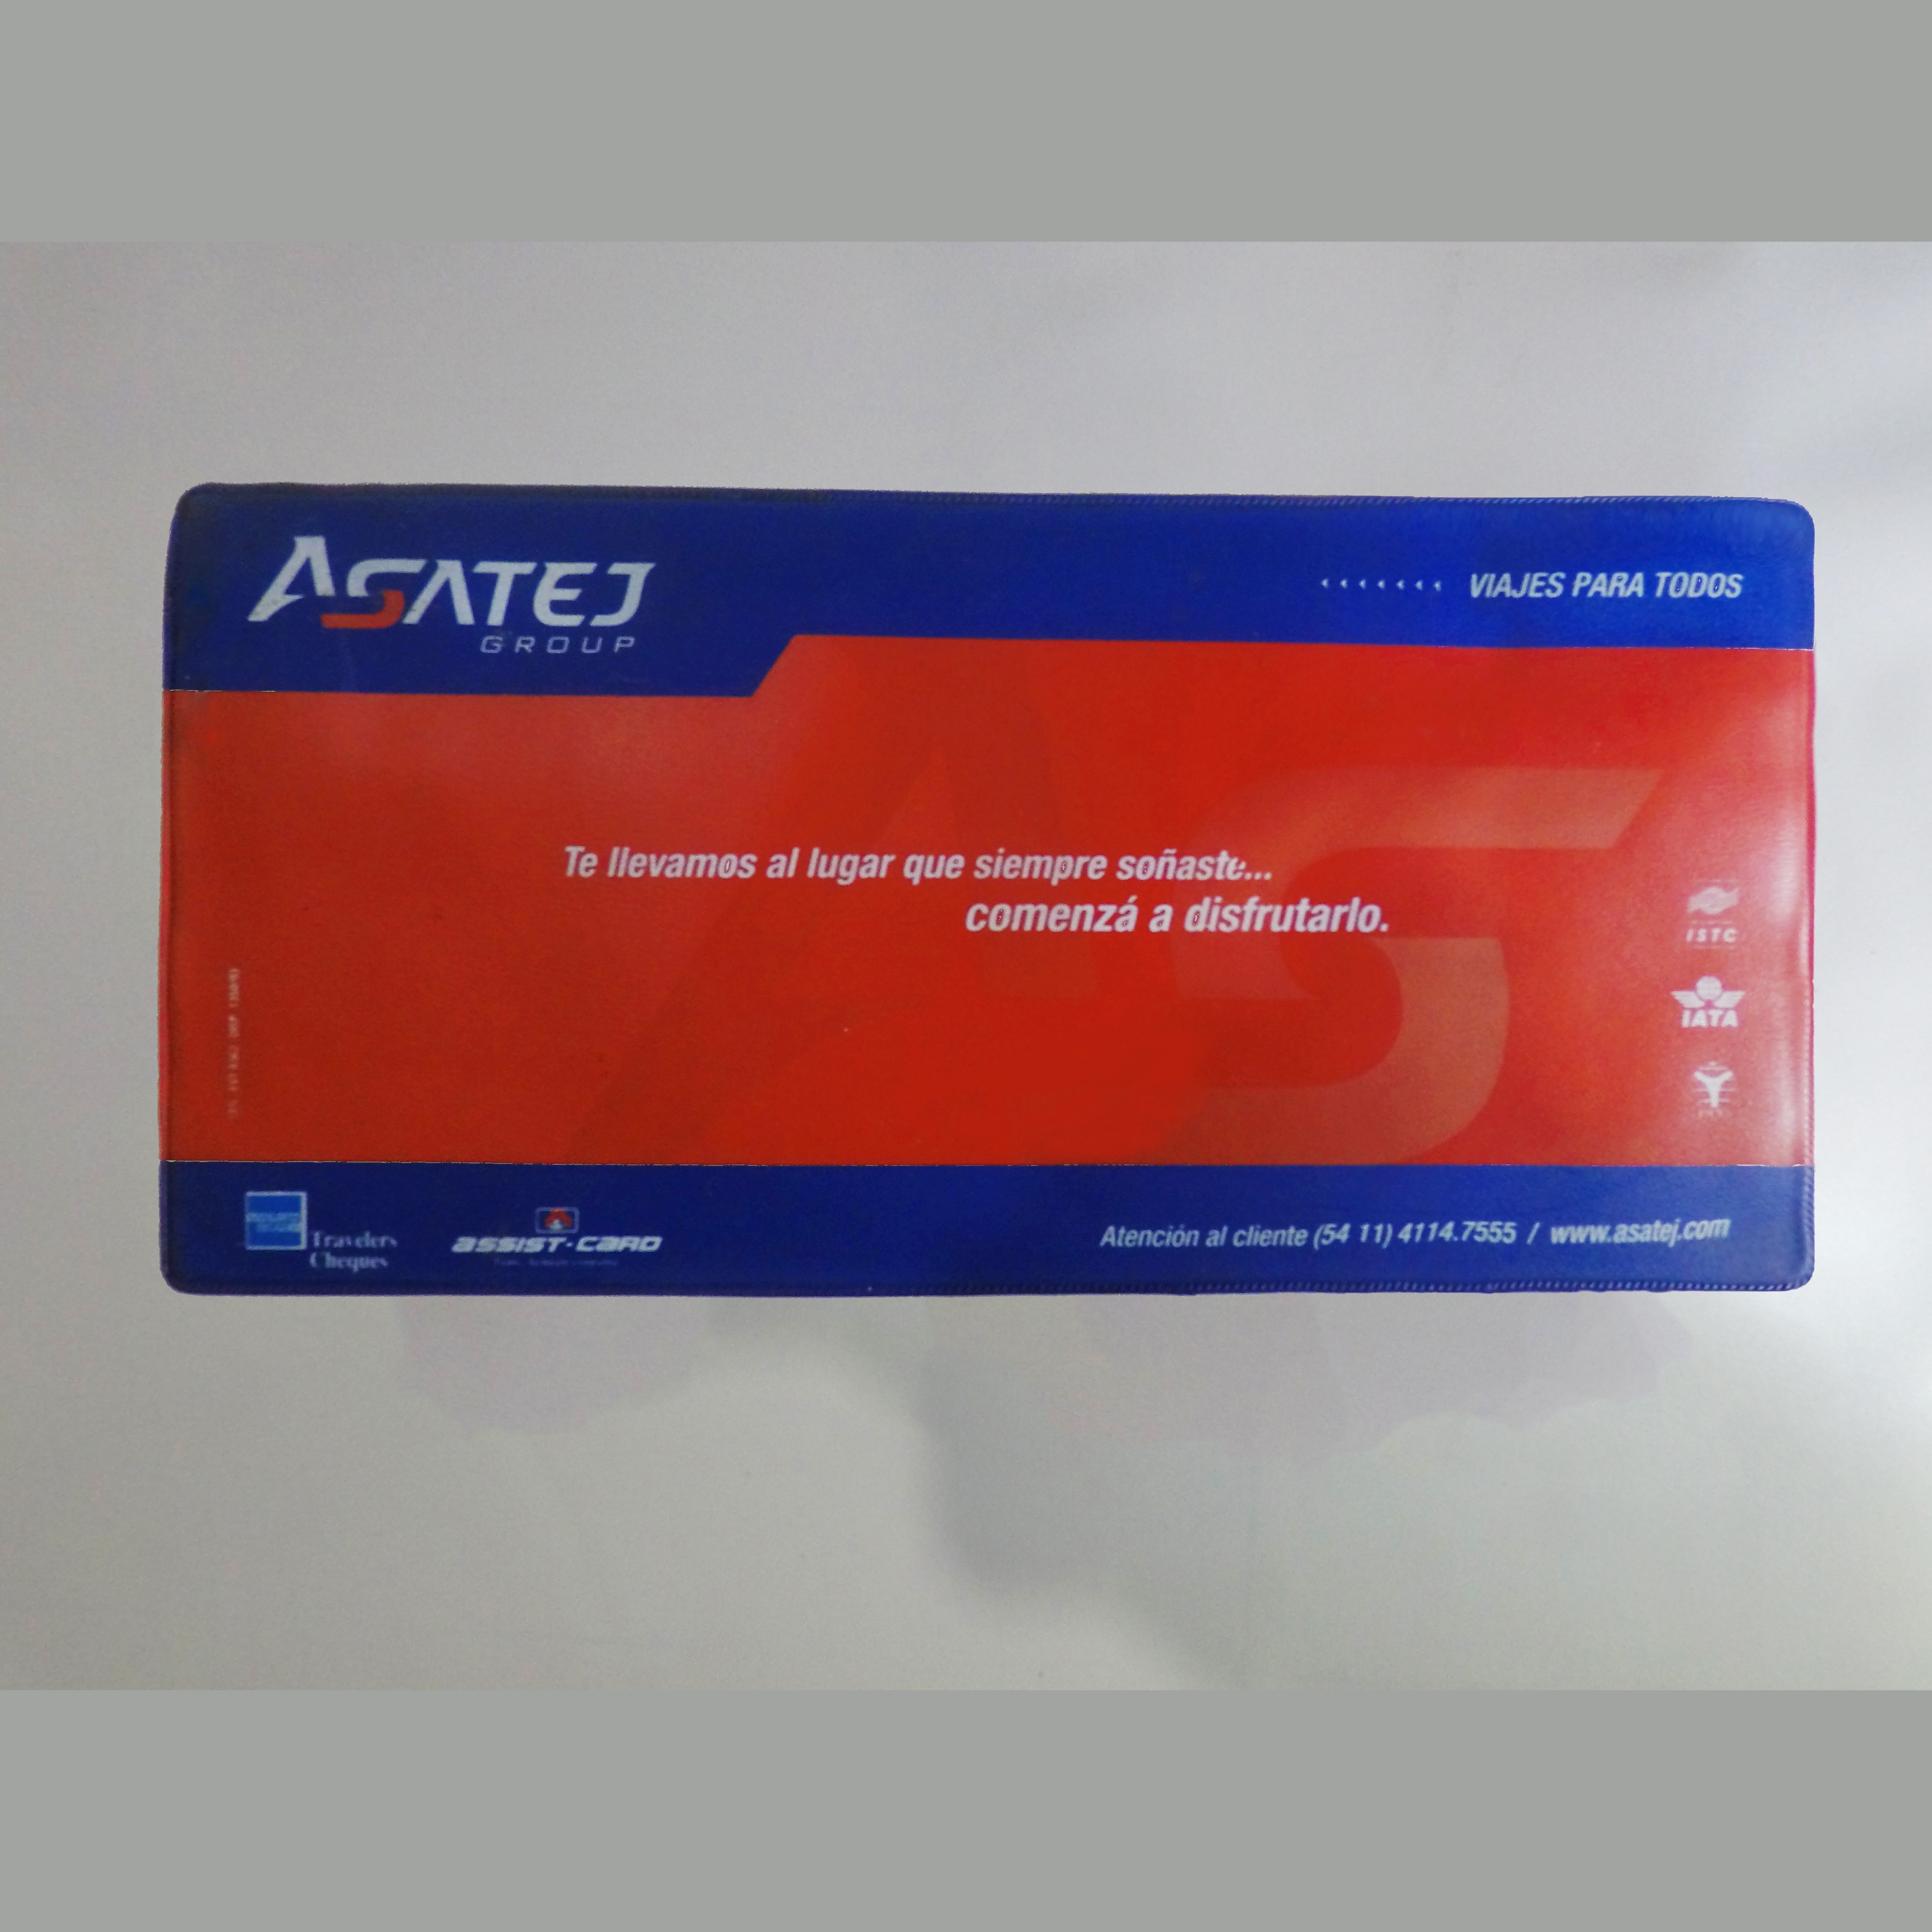 ASATEJ
GROUP
‹ ‹ ‹ ‹ ‹ ‹ ‹ VIAJES PARA TODOS
Te llevamos al lugar que siempre soñaste...
comenzá a disfrutarlo.
ISTC
IATA
Travelers
Cheques
ASSIST-CARD
Atención al cliente (54 11) 4114.7555 / www.asatej.com